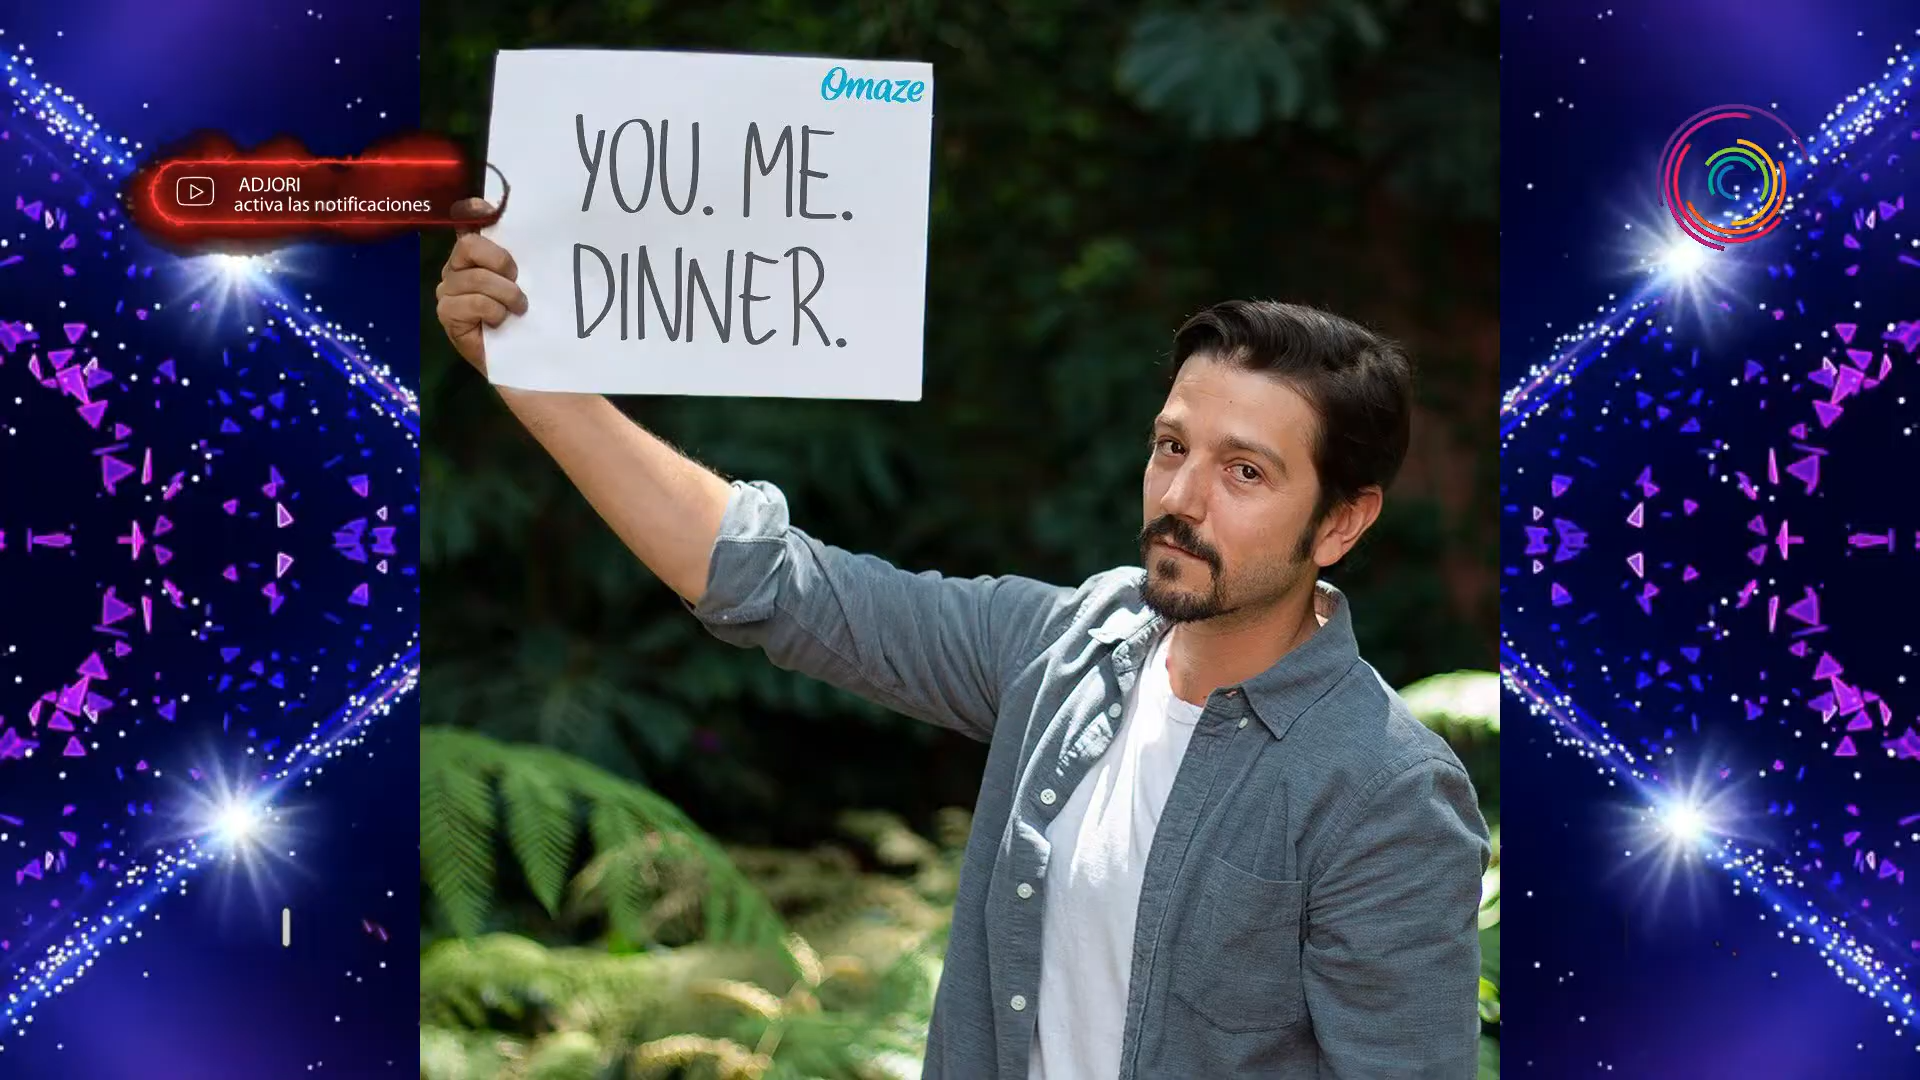 Omaze
YOU. ME.
DINNER.
ADJORI
activa las notificaciones